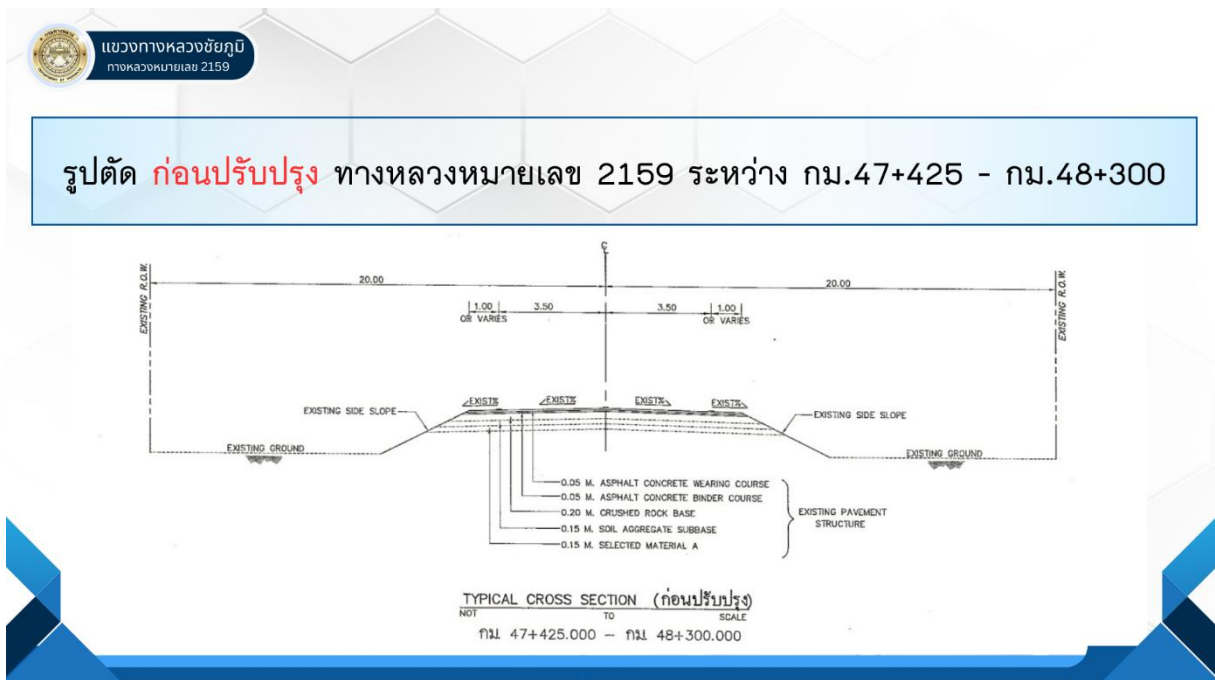 แขวงทางหลวงชัยภูมิ
ทางหลวงหมายเลข 2159
รูปตัด ก่อนปรับปรุง ทางหลวงหมายเลข 2159 ระหว่าง กม.47+425 - กม.48+300
EXISTING R.O.W.
20.00
20.00
EXISTING R.O.W.
1.00
3.50
3.50
1.00
OR VARIES
OR VARIES
EXIST%
EXIST%
EXIST%
EXIST%
EXISTING SIDE SLOPE
EXISTING SIDE SLOPE
EXISTING GROUND
EXISTING GROUND
0.05 M. ASPHALT CONCRETE WEARING COURSE
0.05 M. ASPHALT CONCRETE BINDER COURSE
0.20 M. CRUSHED ROCK BASE
0.15 M. SOIL AGGREGATE SUBBASE
0.15 M. SELECTED MATERIAL A
EXISTING PAVEMENT
STRUCTURE
TYPICAL CROSS SECTION (ก่อนปรับปรุง)
NOT TO SCALE
กม. 47+425.000 – กม. 48+300.000